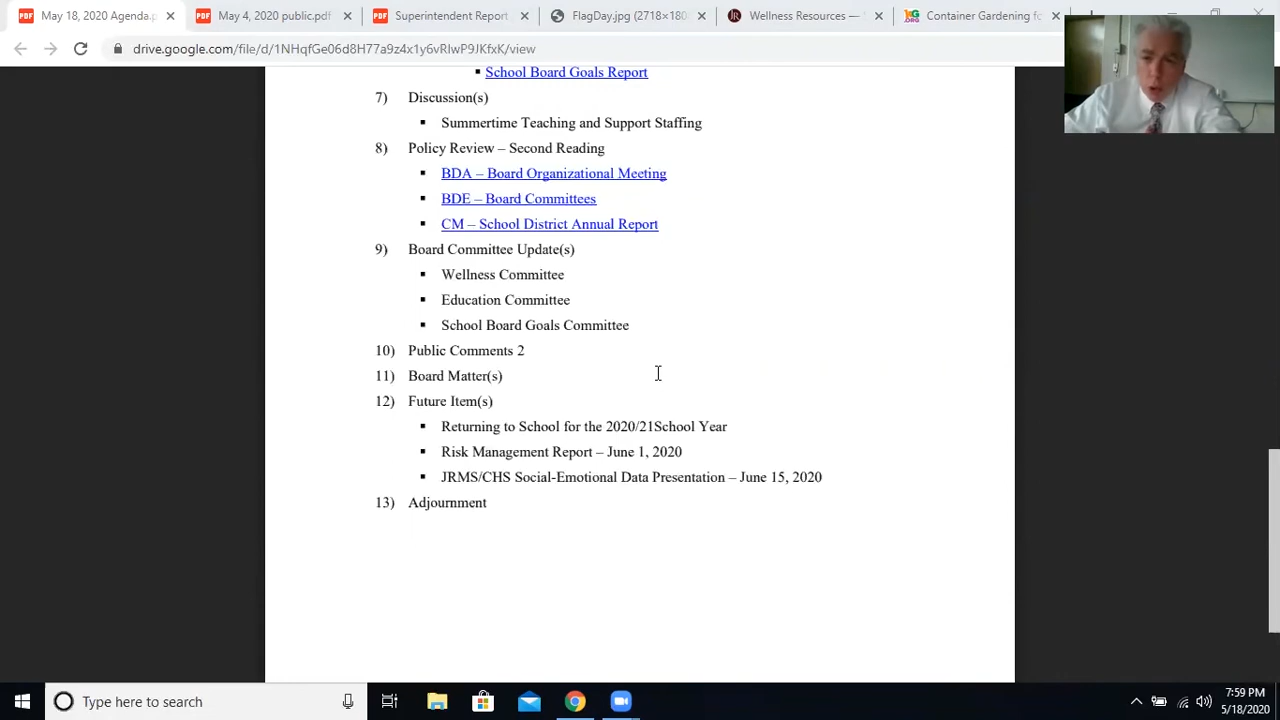 May 18, 2020 Agenda.p
May 4, 2020 public.pdf
Superintendent Report
FlagDay.jpg (2718×180
Wellness Resources —
Container Gardening fo
drive.google.com/file/d/1NHqfGe06d8H77a9z4x1y6vRlwP9JKfxK/view
▪ School Board Goals Report
7) Discussion(s)
▪ Summertime Teaching and Support Staffing
8) Policy Review – Second Reading
▪ BDA – Board Organizational Meeting
▪ BDE – Board Committees
▪ CM – School District Annual Report
9) Board Committee Update(s)
▪ Wellness Committee
▪ Education Committee
▪ School Board Goals Committee
10) Public Comments 2
11) Board Matter(s)
12) Future Item(s)
▪ Returning to School for the 2020/21School Year
▪ Risk Management Report – June 1, 2020
▪ JRMS/CHS Social-Emotional Data Presentation – June 15, 2020
13) Adjournment
Type here to search
7:59 PM
5/18/2020